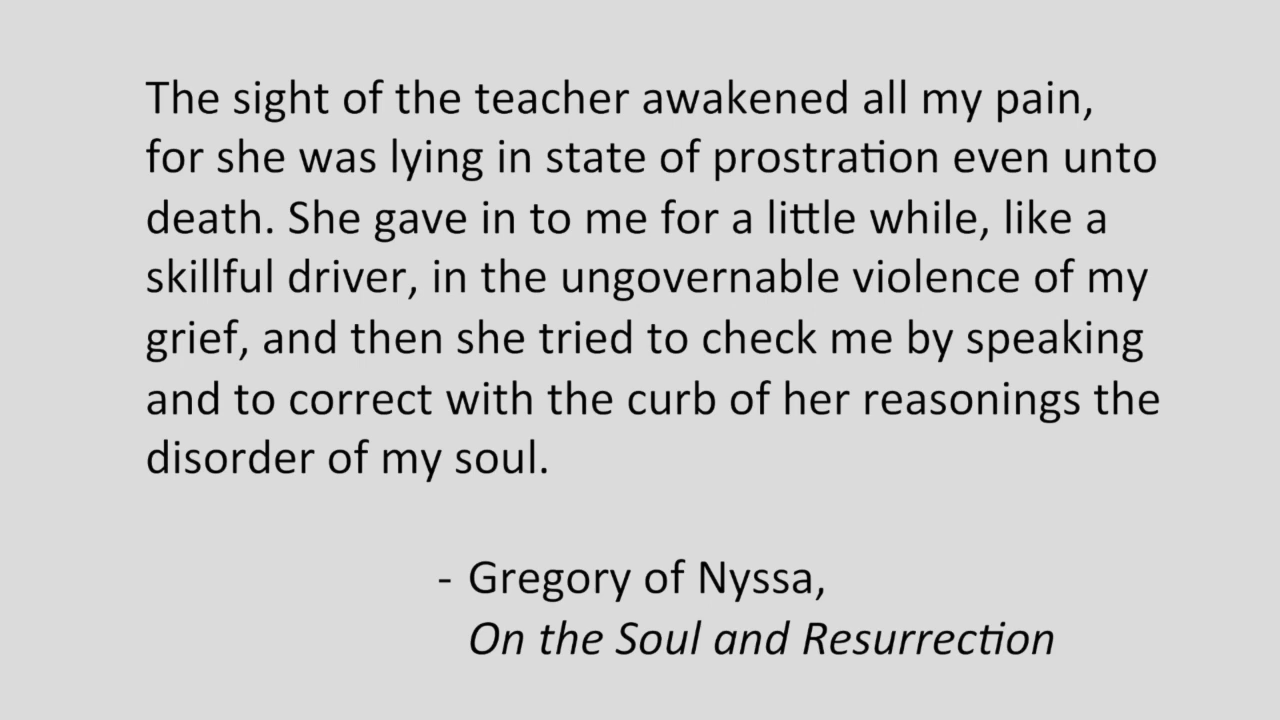 The sight of the teacher awakened all my pain,
for she was lying in state of prostration even unto
death. She gave in to me for a little while, like a
skillful driver, in the ungovernable violence of my
grief, and then she tried to check me by speaking
and to correct with the curb of her reasonings the
disorder of my soul.
- Gregory of Nyssa,
On the Soul and Resurrection